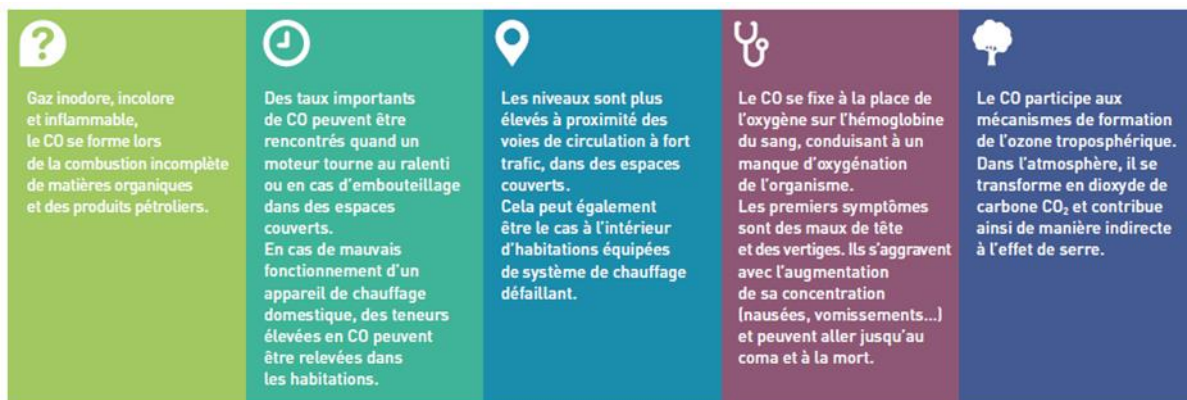 ?
Gaz inodore, incolore
et inflammable,
le CO se forme lors
de la combustion incomplète
de matières organiques
et des produits pétroliers.
Des taux importants
de CO peuvent être
rencontrés quand un
moteur tourne au ralenti
ou en cas d'embouteillage
dans des espaces
couverts.
En cas de mauvais
fonctionnement d'un
appareil de chauffage
domestique, des teneurs
élevées en CO peuvent
être relevées dans
les habitations.
Les niveaux sont plus
élevés à proximité des
voies de circulation à fort
trafic, dans des espaces
couverts.
Cela peut également
être le cas à l'intérieur
d'habitations équipées
de système de chauffage
défaillant.
Le CO se fixe à la place de
l'oxygène sur l'hémoglobine
du sang, conduisant à un
manque d'oxygénation
de l'organisme.
Les premiers symptômes
sont des maux de tête
et des vertiges. Ils s'aggravent
avec l'augmentation
de sa concentration
(nausées, vomissements...)
et peuvent aller jusqu'au
coma et à la mort.
Le CO participe aux
mécanismes de formation
de l'ozone troposphérique.
Dans l'atmosphère, il se
transforme en dioxyde de
carbone CO₂ et contribue
ainsi de manière indirecte
à l'effet de serre.